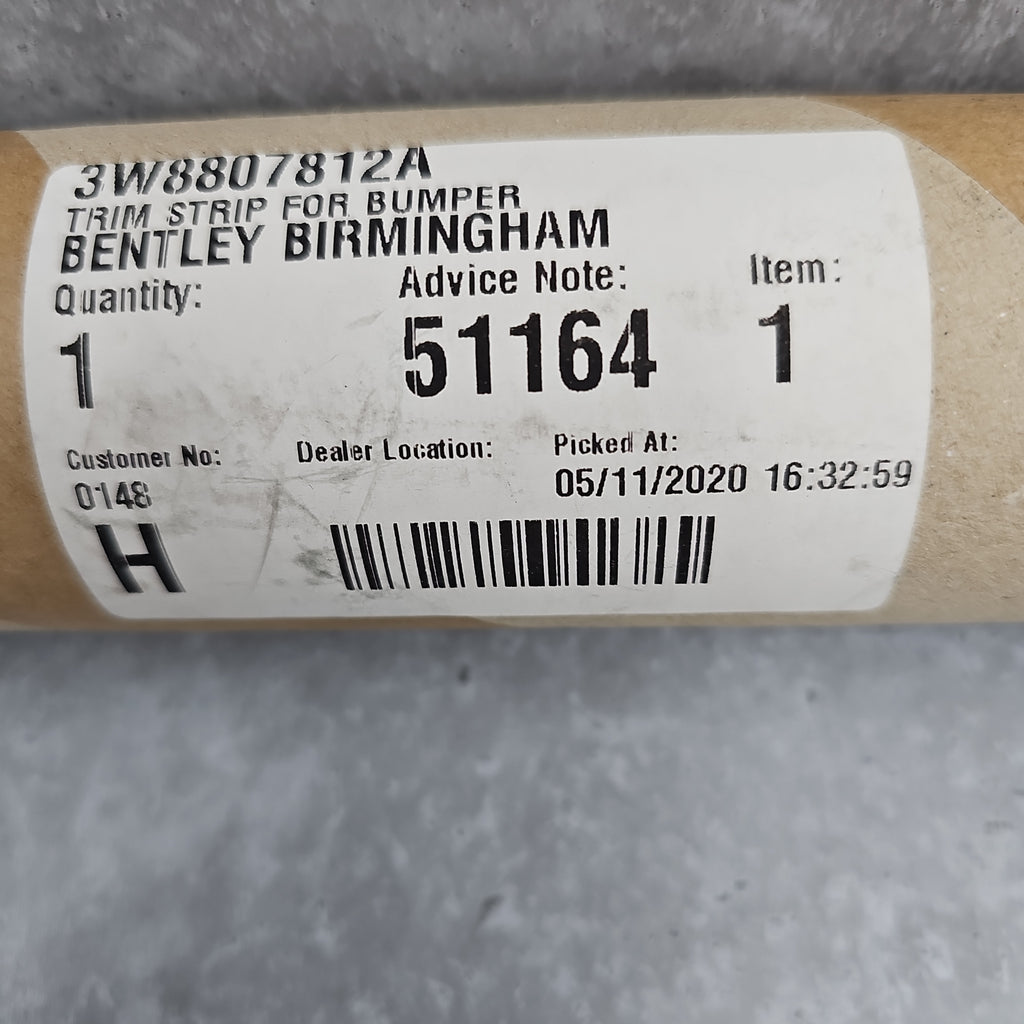 3W8807812A
TRIM STRIP FOR BUMPER
BENTLEY BIRMINGHAM
Quantity: Advice Note: Item:
1 51164 1
Customer No: Dealer Location: Picked At:
0148 05/11/2020 16:32:59
H